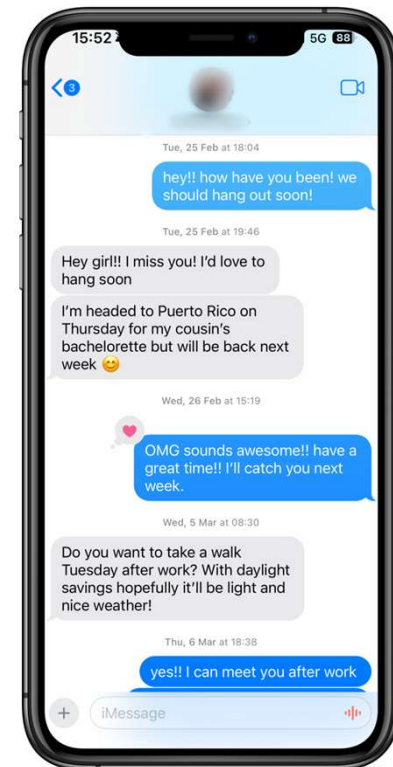 15:52
5G 88
3
Tue, 25 Feb at 18:04
hey!! how have you been! we
should hang out soon!
Tue, 25 Feb at 19:46
Hey girl!! I miss you! I'd love to
hang soon
I'm headed to Puerto Rico on
Thursday for my cousin's
bachelorette but will be back next
week 😊
Wed, 26 Feb at 15:19
OMG sounds awesome!! have a
great time!! I'll catch you next
week.
Wed, 5 Mar at 08:30
Do you want to take a walk
Tuesday after work? With daylight
savings hopefully it'll be light and
nice weather!
Thu, 6 Mar at 18:38
yes!! I can meet you after work
iMessage